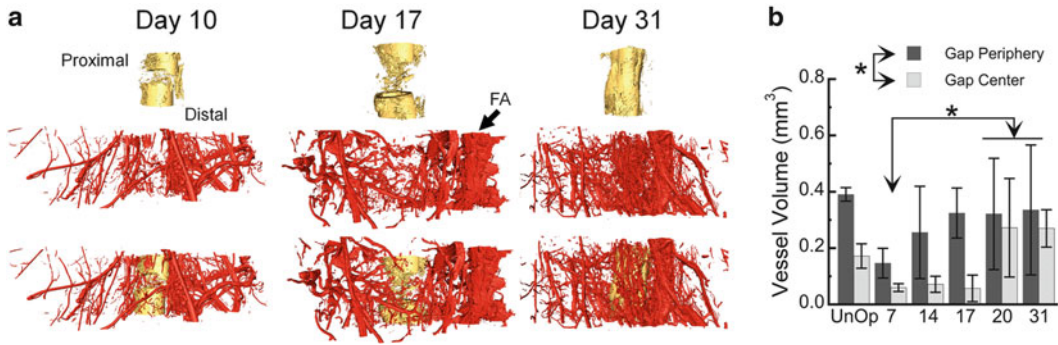 a
Day 10
Day 17
Day 31
Proximal
Distal
FA
b
* Gap Periphery
Gap Center
*
Vessel Volume (mm³)
0.8
0.6
0.4
0.2
0.0
UnOp 7 14 17 20 31